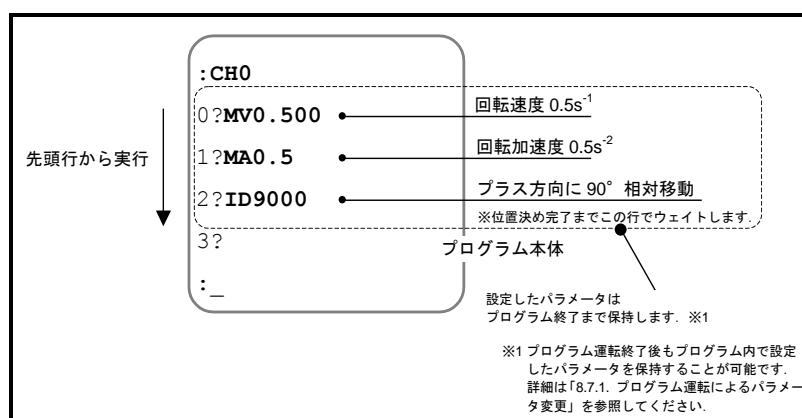 :CH0
0?MV0.500
回転速度 0.5s-1
1?MA0.5
回転加速度 0.5s-2
先頭行から実行
2?ID9000
プラス方向に 90° 相対移動
※位置決め完了までこの行でウェイトします.
3?
プログラム本体
:_
設定したパラメータは
プログラム終了まで保持します. ※1
※1 プログラム運転終了後もプログラム内で設定
したパラメータを保持することが可能です.
詳細は「8.7.1. プログラム運転によるパラメー
タ変更」を参照してください.